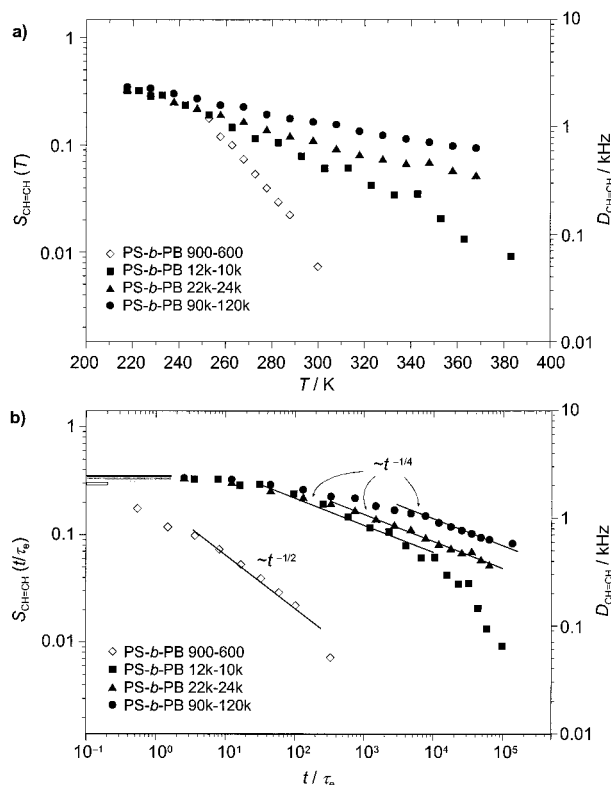 a)
1
0.1
0.01
S_CH=CH (T)
10
1
0.1
0.01
D_CH=CH / kHz
◇ PS-b-PB 900-600
■ PS-b-PB 12k-10k
▲ PS-b-PB 22k-24k
● PS-b-PB 90k-120k
200 220 240 260 280 300 320 340 360 380 400
T / K
b)
1
0.1
0.01
S_CH=CH (t/τ_e)
10
1
0.1
0.01
D_CH=CH / kHz
~t^−1/4
~t^−1/2
◇ PS-b-PB 900-600
■ PS-b-PB 12k-10k
▲ PS-b-PB 22k-24k
● PS-b-PB 90k-120k
10^−1 10^0 10^1 10^2 10^3 10^4 10^5
t / τ_e